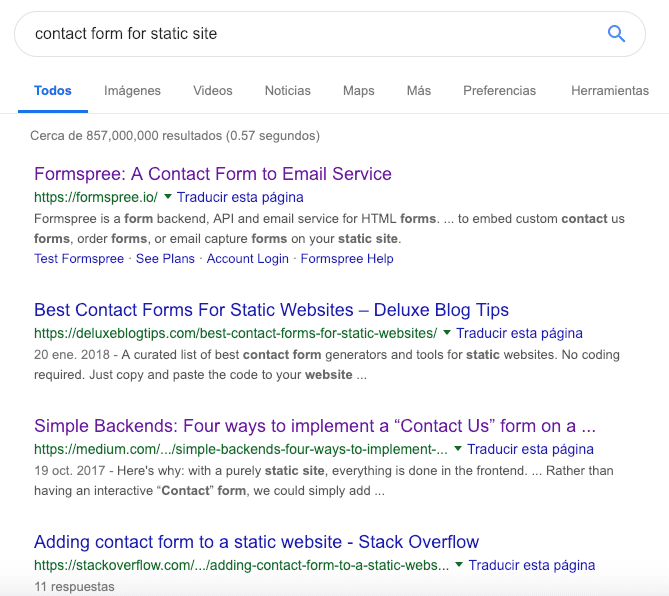 contact form for static site
Todos Imágenes Videos Noticias Maps Más Preferencias Herramientas
Cerca de 857,000,000 resultados (0.57 segundos)
Formspree: A Contact Form to Email Service
https://formspree.io/ Traducir esta página
Formspree is a form backend, API and email service for HTML forms. ... to embed custom contact us
forms, order forms, or email capture forms on your static site.
Test Formspree · See Plans · Account Login · Formspree Help
Best Contact Forms For Static Websites – Deluxe Blog Tips
https://deluxeblogtips.com/best-contact-forms-for-static-websites/ Traducir esta página
20 ene. 2018 - A curated list of best contact form generators and tools for static websites. No coding
required. Just copy and paste the code to your website ...
Simple Backends: Four ways to implement a “Contact Us” form on a ...
https://medium.com/.../simple-backends-four-ways-to-implement-... Traducir esta página
19 oct. 2017 - Here's why: with a purely static site, everything is done in the frontend. ... Rather than
having an interactive “Contact” form, we could simply add ...
Adding contact form to a static website - Stack Overflow
https://stackoverflow.com/.../adding-contact-form-to-a-static-webs... Traducir esta página
11 respuestas